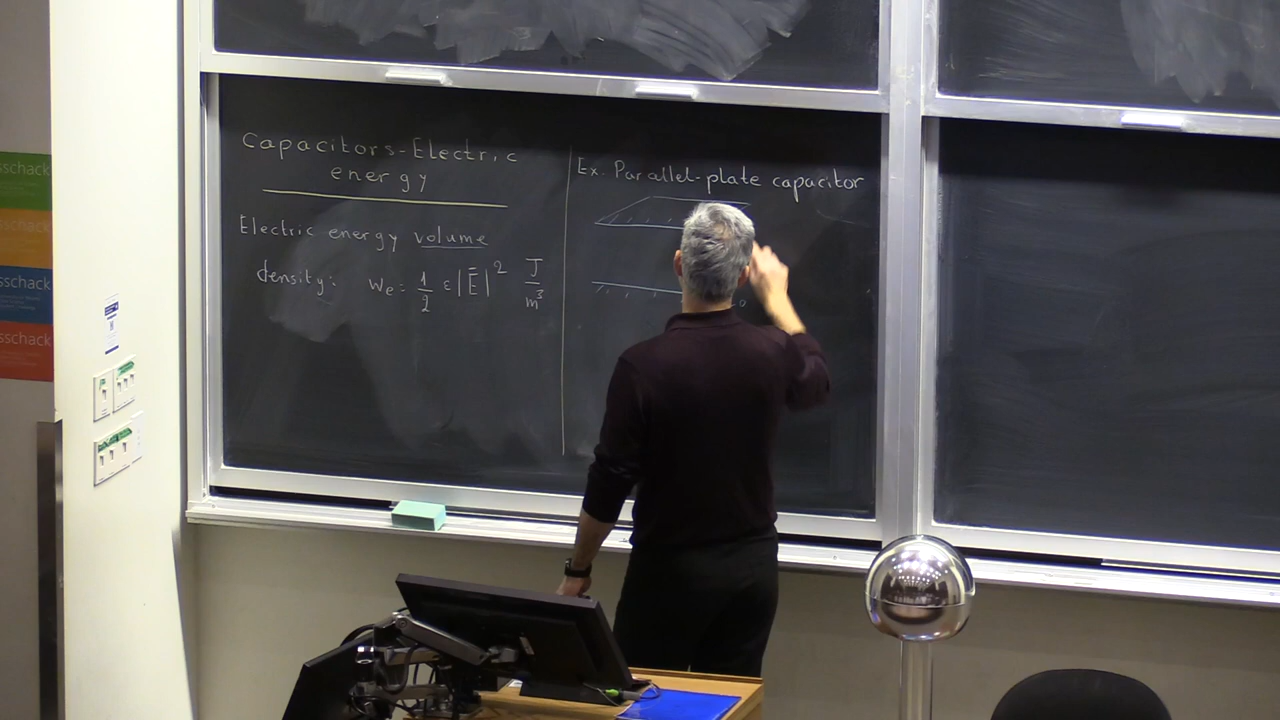 Capacitors-Electric
energy
Electric energy volume
density: We = 1/2 ε|Ē|² J/m³
Ex. Parallel-plate capacitor
sschack
sschack
sschack
sschack